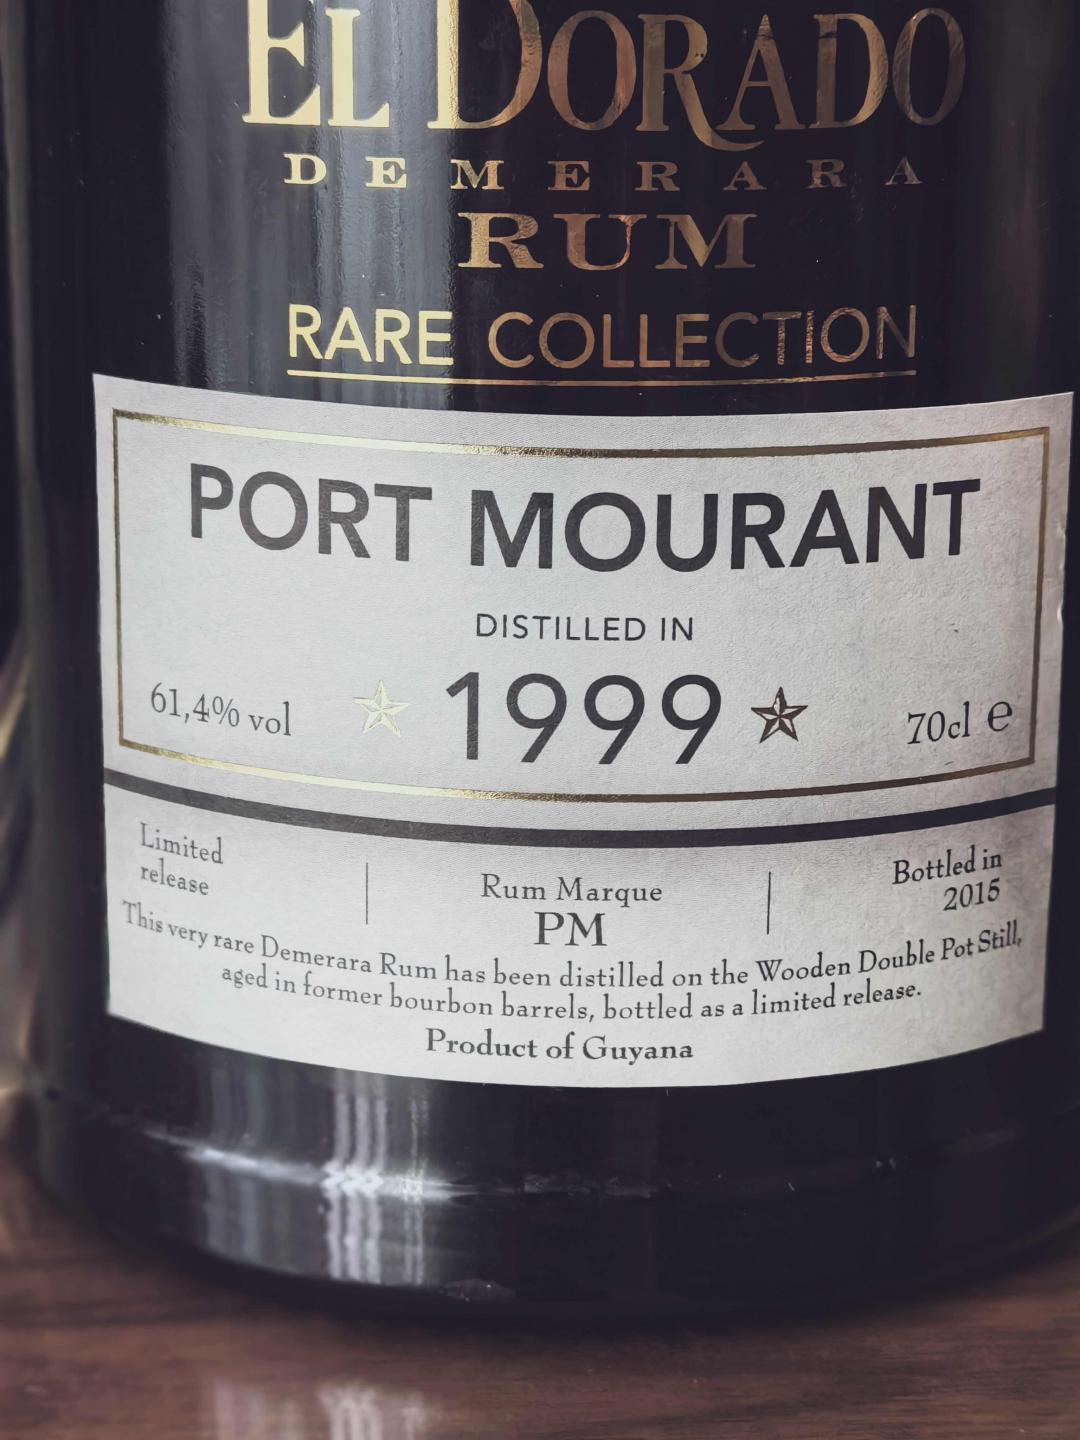 EL DORADO
DEMERARA
RUM
RARE COLLECTION
PORT MOURANT
DISTILLED IN
61,4% vol ★ 1999 ★ 70cl ℮
Limited
release
Rum Marque
PM
Bottled in
2015
This very rare Demerara Rum has been distilled on the Wooden Double Pot Still,
aged in former bourbon barrels, bottled as a limited release.
Product of Guyana